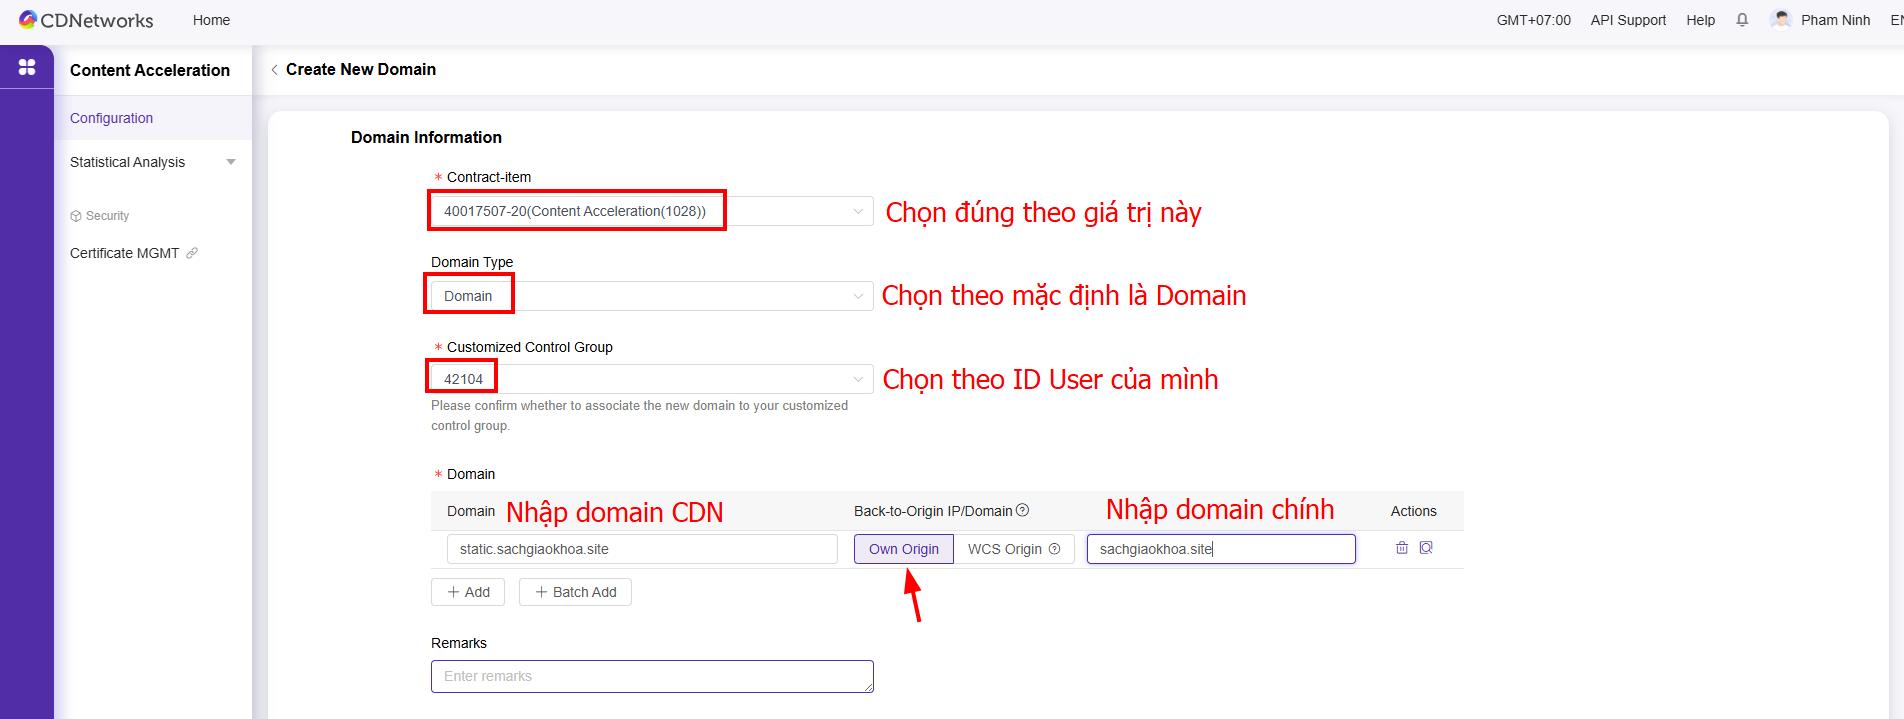 CDNetworks Home GMT+07:00 API Support Help Pham Ninh EN
Content Acceleration
Create New Domain
Configuration
Domain Information
Statistical Analysis
* Contract-item
40017507-20(Content Acceleration(1028)) Chọn đúng theo giá trị này
Security
Certificate MGMT
Domain Type
Domain Chọn theo mặc định là Domain
* Customized Control Group
42104 Chọn theo ID User của mình
Please confirm whether to associate the new domain to your customized
control group.
* Domain
Domain Nhập domain CDN Back-to-Origin IP/Domain Nhập domain chính Actions
static.sachgiaokhoa.site Own Origin WCS Origin sachgiaokhoa.site
+ Add + Batch Add
Remarks
Enter remarks